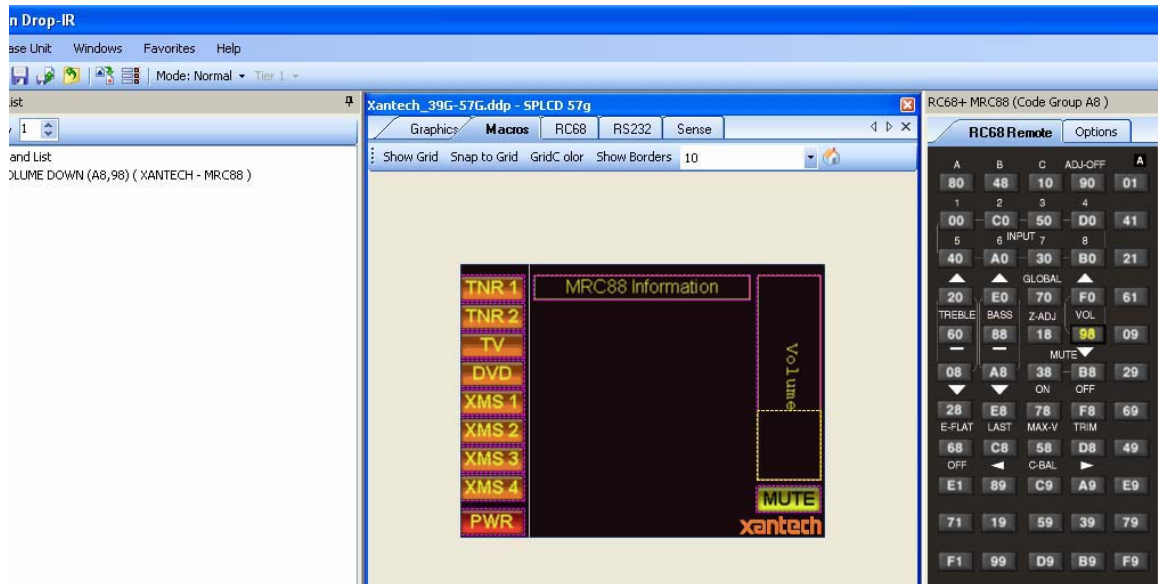 n Drop-IR
ase Unit Windows Favorites Help
Mode: Normal Tier 1
ist
1
and List
OLUME DOWN (A8,98) ( XANTECH - MRC88 )
Xantech_39G-57G.ddp - SPLCD 57g
Graphics Macros RC68 RS232 Sense
Show Grid Snap to Grid GridC olor Show Borders 10
TNR 1 MRC88 Information
TNR 2
TV
DVD
XMS 1
XMS 2
XMS 3
XMS 4
PWR
Volume
MUTE
xantech
RC68+ MRC88 (Code Group A8 )
RC68 Remote Options
A B C ADJ-OFF A
80 48 10 90 01
1 2 3 4
00 C0 50 D0 41
5 6 INPUT 7 8
40 A0 30 B0 21
GLOBAL
20 E0 70 F0 61
TREBLE BASS Z-ADJ VOL
60 88 18 98 09
MUTE
08 A8 38 B8 29
ON OFF
28 E8 78 F8 69
E-FLAT LAST MAX-V TRIM
68 C8 58 D8 49
OFF C-BAL
E1 89 C9 A9 E9
71 19 59 39 79
F1 99 D9 B9 F9